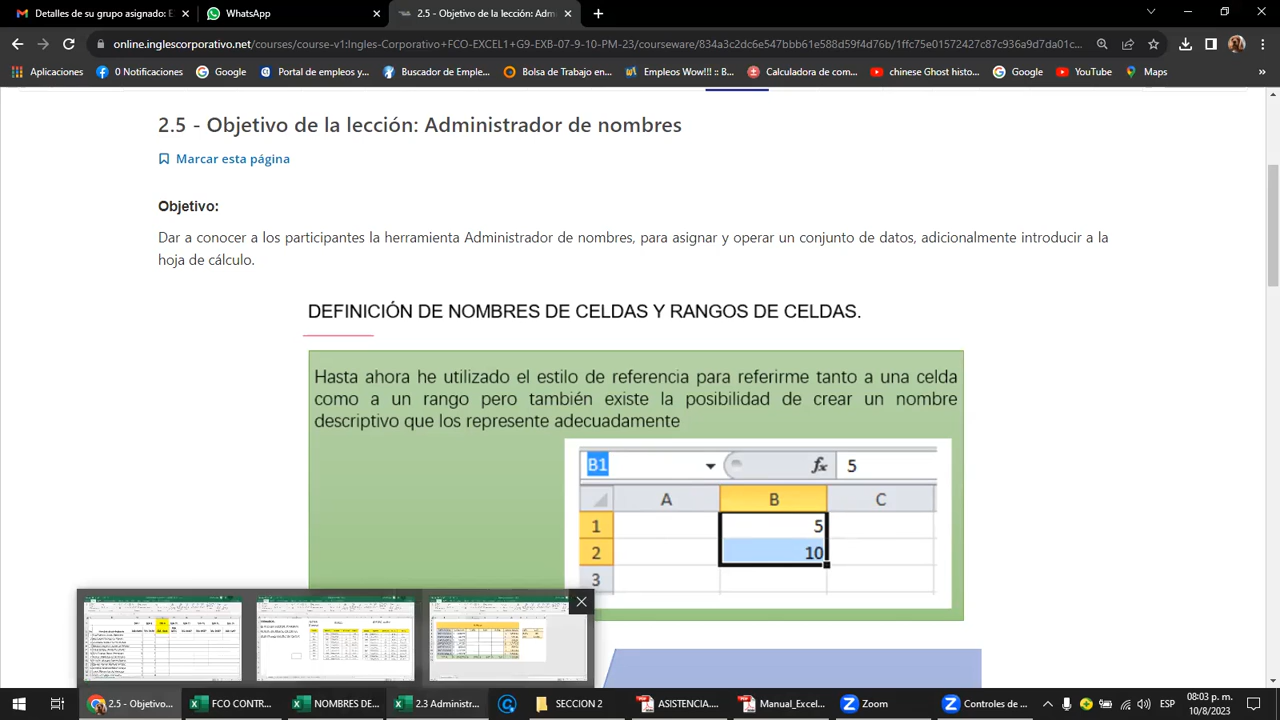 Detalles de su grupo asignado: E
WhatsApp
2.5 - Objetivo de la lección: Adm
online.inglescorporativo.net/courses/course-v1:Ingles-Corporativo+FCO-EXCEL1+G9-EXB-07-9-10-PM-23/courseware/834a3c2dc6e547bbb61e588d59f4d76b/1ffc75e01572427c87c936a9d7da01c...
Aplicaciones
0 Notificaciones
Google
Portal de empleos y...
Buscador de Emple...
Bolsa de Trabajo en...
Empleos Wow!!! :: B...
Calculadora de com...
chinese Ghost histo...
Google
YouTube
Maps
2.5 - Objetivo de la lección: Administrador de nombres
Marcar esta página
Objetivo:
Dar a conocer a los participantes la herramienta Administrador de nombres, para asignar y operar un conjunto de datos, adicionalmente introducir a la
hoja de cálculo.
DEFINICIÓN DE NOMBRES DE CELDAS Y RANGOS DE CELDAS.
Hasta ahora he utilizado el estilo de referencia para referirme tanto a una celda
como a un rango pero también existe la posibilidad de crear un nombre
descriptivo que los represente adecuadamente
B1 fx 5
A B C
1 5
2 10
3
2.5 - Objetivo...
FCO CONTR...
NOMBRES DE...
2.3 Administr...
SECCION 2
ASISTENCIA....
Manual_Excel...
Zoom
Controles de ...
ESP
08:03 p. m.
10/8/2023